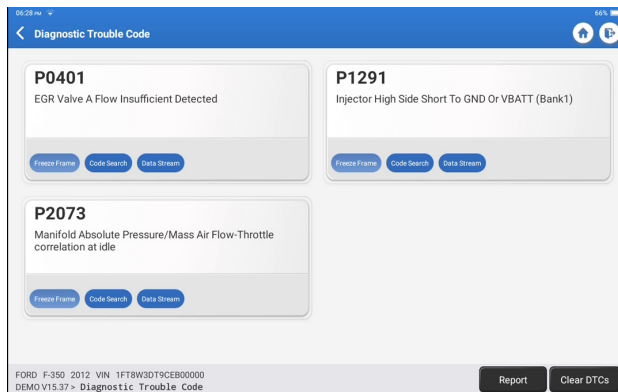 06:28 PM
66%
Diagnostic Trouble Code
P0401
EGR Valve A Flow Insufficient Detected
Freeze Frame Code Search Data Stream
P1291
Injector High Side Short To GND Or VBATT (Bank1)
Freeze Frame Code Search Data Stream
P2073
Manifold Absolute Pressure/Mass Air Flow-Throttle
correlation at idle
Freeze Frame Code Search Data Stream
FORD F-350 2012 VIN 1FT8W3DT9CEB00000
DEMO V15.37 > Diagnostic Trouble Code
Report
Clear DTCs